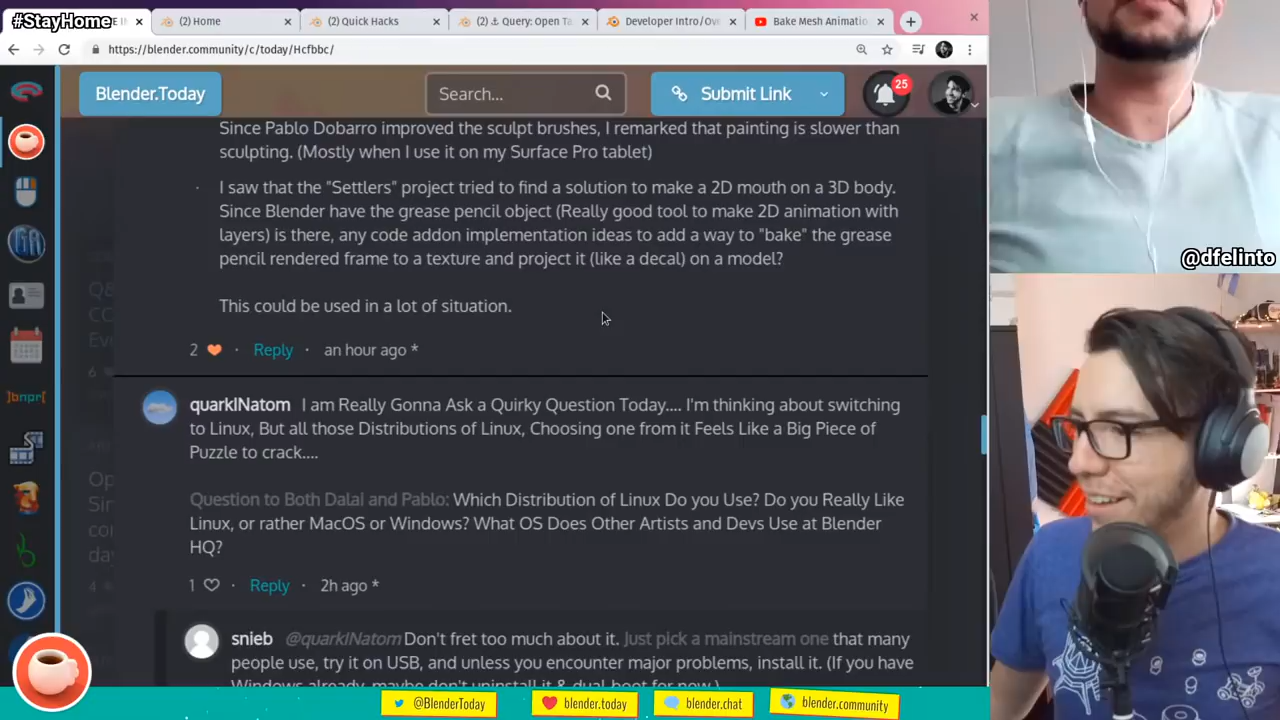 #StayHome
(2) Home
(2) Quick Hacks
(2) ⚓ Query: Open Ta
Developer Intro/Ove
Bake Mesh Animatio
https://blender.community/c/today/Hcfbbc/
Blender.Today
Search...
Submit Link
25
Since Pablo Dobarro improved the sculpt brushes, I remarked that painting is slower than
sculpting. (Mostly when I use it on my Surface Pro tablet)
· I saw that the "Settlers" project tried to find a solution to make a 2D mouth on a 3D body.
Since Blender have the grease pencil object (Really good tool to make 2D animation with
layers) is there, any code addon implementation ideas to add a way to "bake" the grease
pencil rendered frame to a texture and project it (like a decal) on a model?
This could be used in a lot of situation.
2 · Reply · an hour ago *
quarkINatom I am Really Gonna Ask a Quirky Question Today.... I'm thinking about switching
to Linux, But all those Distributions of Linux, Choosing one from it Feels Like a Big Piece of
Puzzle to crack....
Question to Both Dalai and Pablo: Which Distribution of Linux Do you Use? Do you Really Like
Linux, or rather MacOS or Windows? What OS Does Other Artists and Devs Use at Blender
HQ?
1 · Reply · 2h ago *
snieb @quarkINatom Don't fret too much about it. Just pick a mainstream one that many
people use, try it on USB, and unless you encounter major problems, install it. (If you have
Windows already, maybe don't uninstall it & dual-boot for now.)
@dfelinto
@BlenderToday
blender.today
blender.chat
blender.community
bnpr